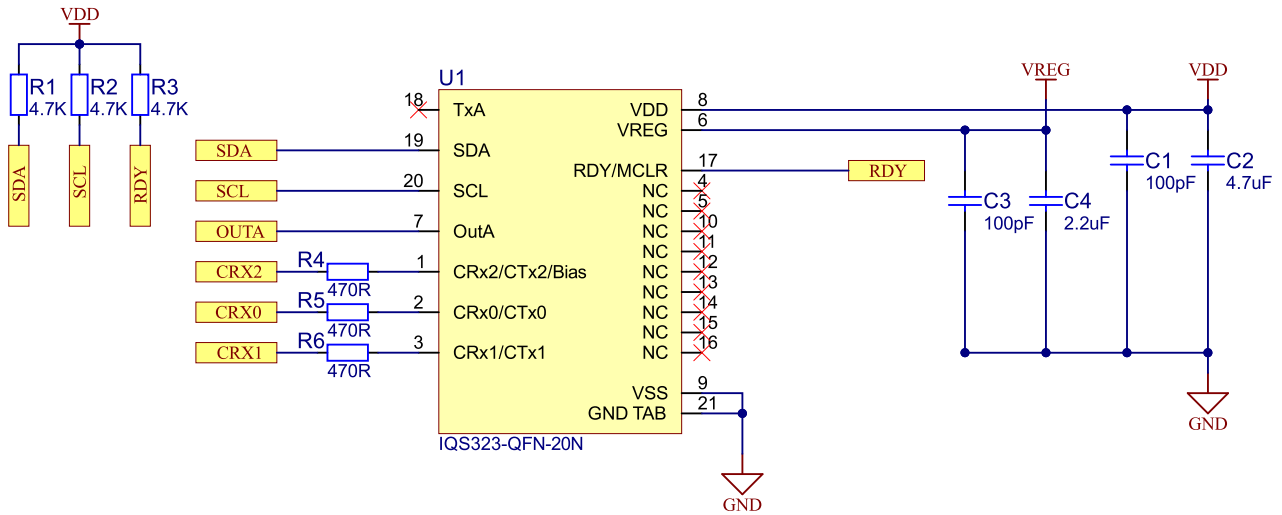 VDD
R1
4.7K
R2
4.7K
R3
4.7K
SDA
SCL
RDY
SDA
SCL
OUTA
CRX2
CRX0
CRX1
R4
470R
R5
470R
R6
470R
U1
18
TxA
19
SDA
20
SCL
7
OutA
1
CRx2/CTx2/Bias
2
CRx0/CTx0
3
CRx1/CTx1
VDD
8
VREG
6
RDY/MCLR
17
NC
4
NC
5
NC
10
NC
11
NC
12
NC
13
NC
14
NC
15
NC
16
VSS
9
GND TAB
21
IQS323-QFN-20N
GND
RDY
VREG
VDD
C3
100pF
C4
2.2uF
C1
100pF
C2
4.7uF
GND